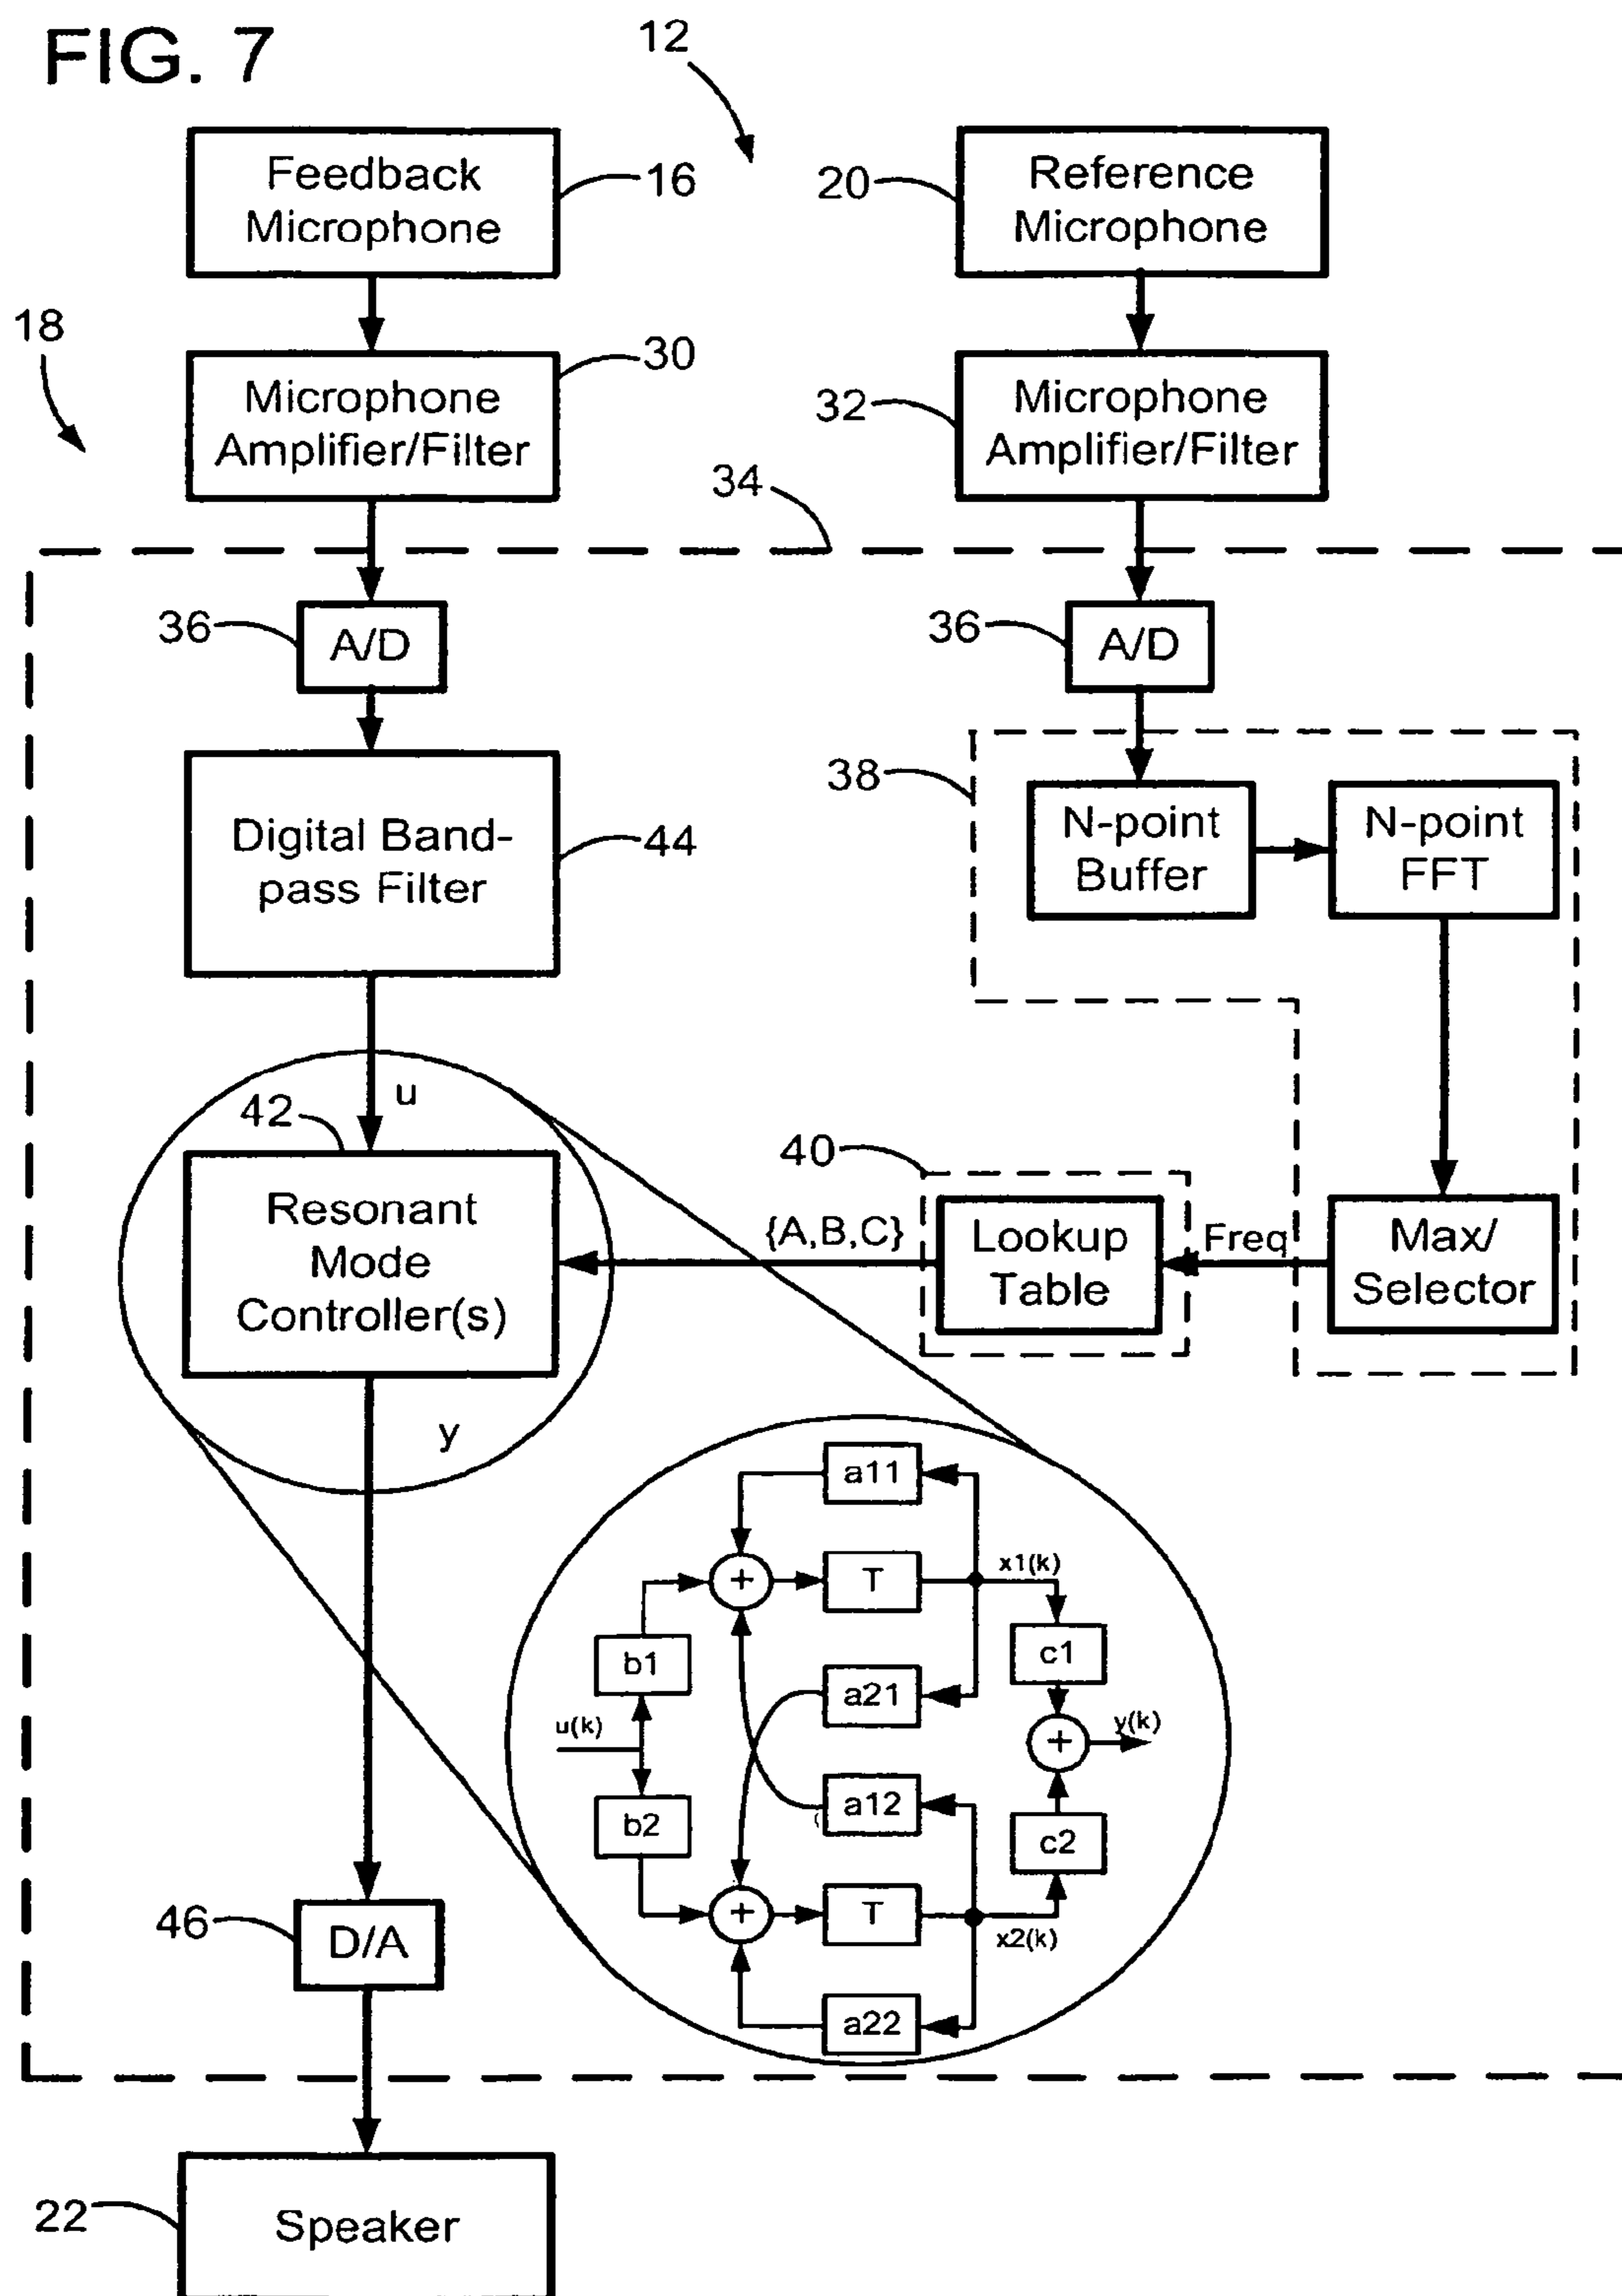 FIG. 7
12
Feedback
Microphone
16
20
Reference
Microphone
18
Microphone
Amplifier/Filter
30
32
Microphone
Amplifier/Filter
34
36
A/D
36
A/D
38
N-point
Buffer
N-point
FFT
Digital Band-
pass Filter
44
u
42
Resonant
Mode
Controller(s)
40
{A,B,C}
Lookup
Table
Freq
Max/
Selector
y
a11
T
x1(k)
b1
c1
a21
u(k)
y(k)
a12
b2
c2
T
x2(k)
a22
46
D/A
22
Speaker
+
+
+